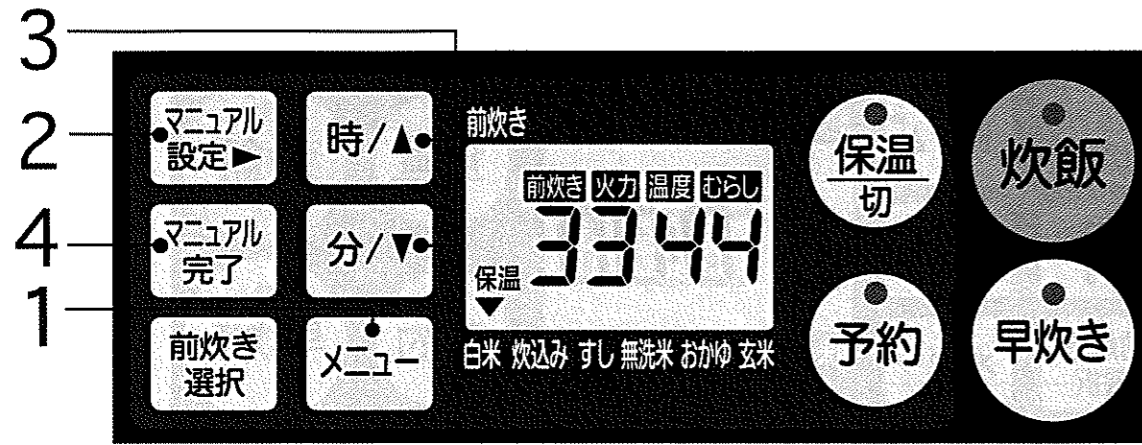 3
2
4
1
マニュアル
設定▶
時/▲
マニュアル
完了
分/▼
前炊き
選択
メニュー
前炊き
前炊き 火力 温度 むらし
3344
保温
▼
白米 炊込み すし 無洗米 おかゆ 玄米
保温
切
炊飯
予約
早炊き